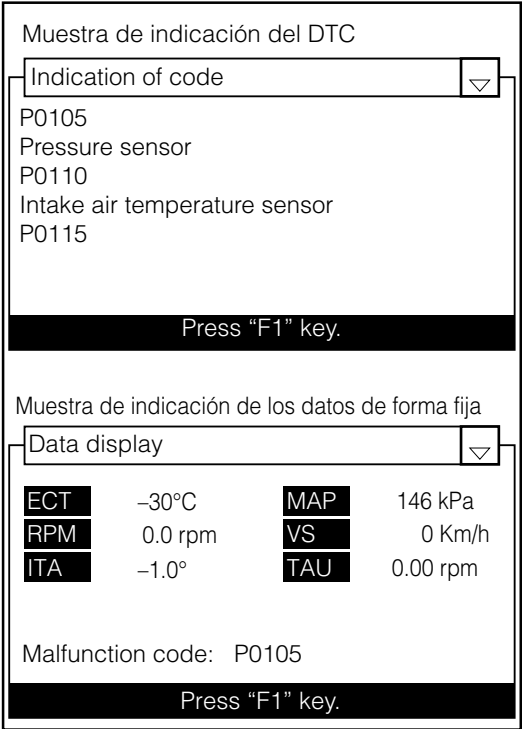 Muestra de indicación del DTC
Indication of code
P0105
Pressure sensor
P0110
Intake air temperature sensor
P0115
Press “F1” key.
Muestra de indicación de los datos de forma fija
Data display
ECT –30°C MAP 146 kPa
RPM 0.0 rpm VS 0 Km/h
ITA –1.0° TAU 0.00 rpm
Malfunction code: P0105
Press “F1” key.